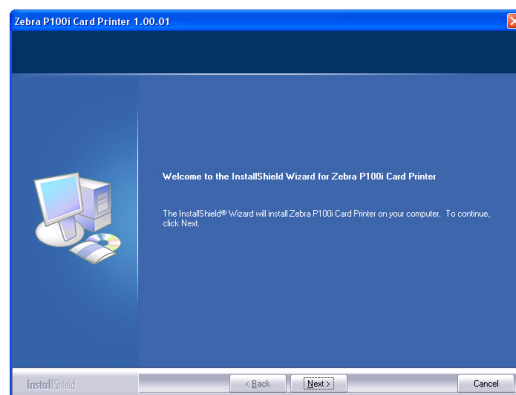 Zebra P100i Card Printer 1.00.01
Welcome to the InstallShield Wizard for Zebra P100i Card Printer
The InstallShield® Wizard will install Zebra P100i Card Printer on your computer. To continue,
click Next.
InstallShield
< Back
Next >
Cancel